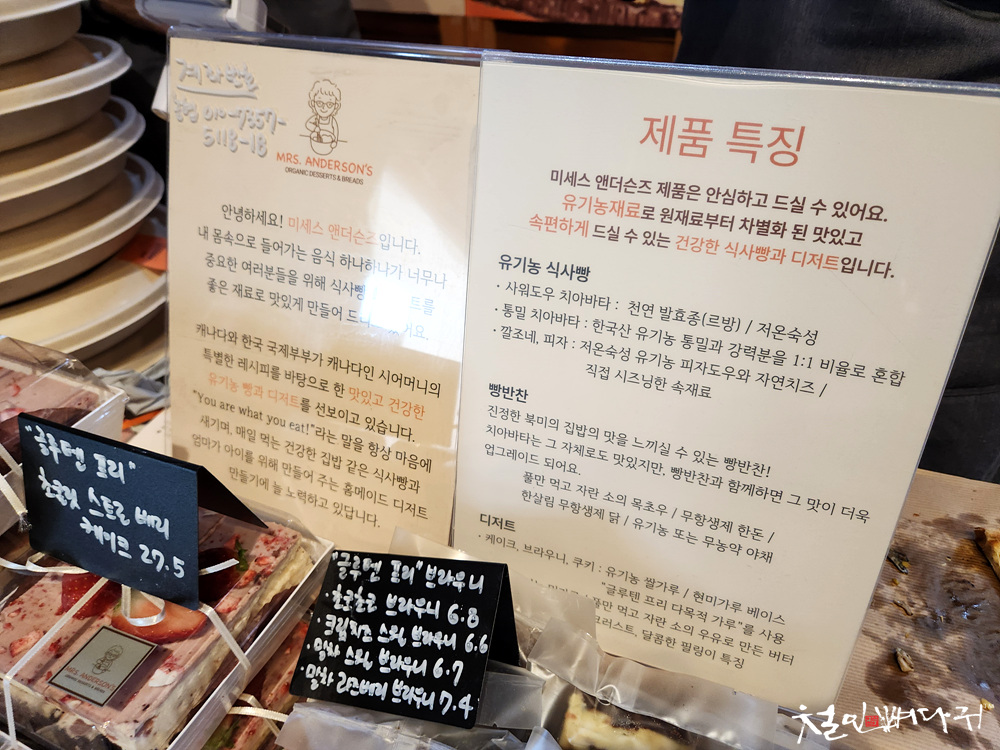 계좌번호
농협 010-7357-
5118-18
MRS. ANDERSON'S
ORGANIC DESSERTS & BREADS
안녕하세요! 미세스 앤더슨즈입니다.
내 몸속으로 들어가는 음식 하나하나가 너무나
중요한 여러분들을 위해 식사빵 트를
좋은 재료로 맛있게 만들어 드 어요.
캐나다와 한국 국제부부가 캐나다인 시어머니의
특별한 레시피를 바탕으로 한 맛있고 건강한
유기농 빵과 디저트를 선보이고 있습니다.
"You are what you eat!"라는 말을 항상 마음에
새기며, 매일 먹는 건강한 집밥 같은 식사빵과
엄마가 아이를 위해 만들어 주는 홈메이드 디저트
만들기에 늘 노력하고 있답니다.
제품 특징
미세스 앤더슨즈 제품은 안심하고 드실 수 있어요.
유기농재료로 원재료부터 차별화 된 맛있고
속편하게 드실 수 있는 건강한 식사빵과 디저트입니다.
유기농 식사빵
· 사워도우 치아바타 : 천연 발효종(르방) / 저온숙성
· 통밀 치아바타 : 한국산 유기농 통밀과 강력분을 1:1 비율로 혼합
· 깔조네, 피자 : 저온숙성 유기농 피자도우와 자연치즈 /
직접 시즈닝한 속재료
빵반찬
진정한 북미의 집밥의 맛을 느끼실 수 있는 빵반찬!
치아바타는 그 자체로도 맛있지만, 빵반찬과 함께하면 그 맛이 더욱
업그레이드 되어요.
풀만 먹고 자란 소의 목초우 / 무항생제 한돈 /
한살림 무항생제 닭 / 유기농 또는 무농약 야채
디저트
· 케이크, 브라우니, 쿠키 : 유기농 쌀가루 / 현미가루 베이스
"글루텐 프리 다목적 가루"를 사용
풀만 먹고 자란 소의 우유로 만든 버터
크러스트, 달콤한 필링이 특징
"글루텐 프리"
초콜릿 스트로베리
케이크 27.5
"글루텐 프리" 브라우니
· 초코초코 브라우니 6.8
· 크림치즈 스월 브라우니 6.6
· 말차 스월 브라우니 6.7
· 말차 라즈베리 브라우니 7.4
MRS. ANDERSON'S
ORGANIC DESSERTS & BREADS
철인뼈다귀